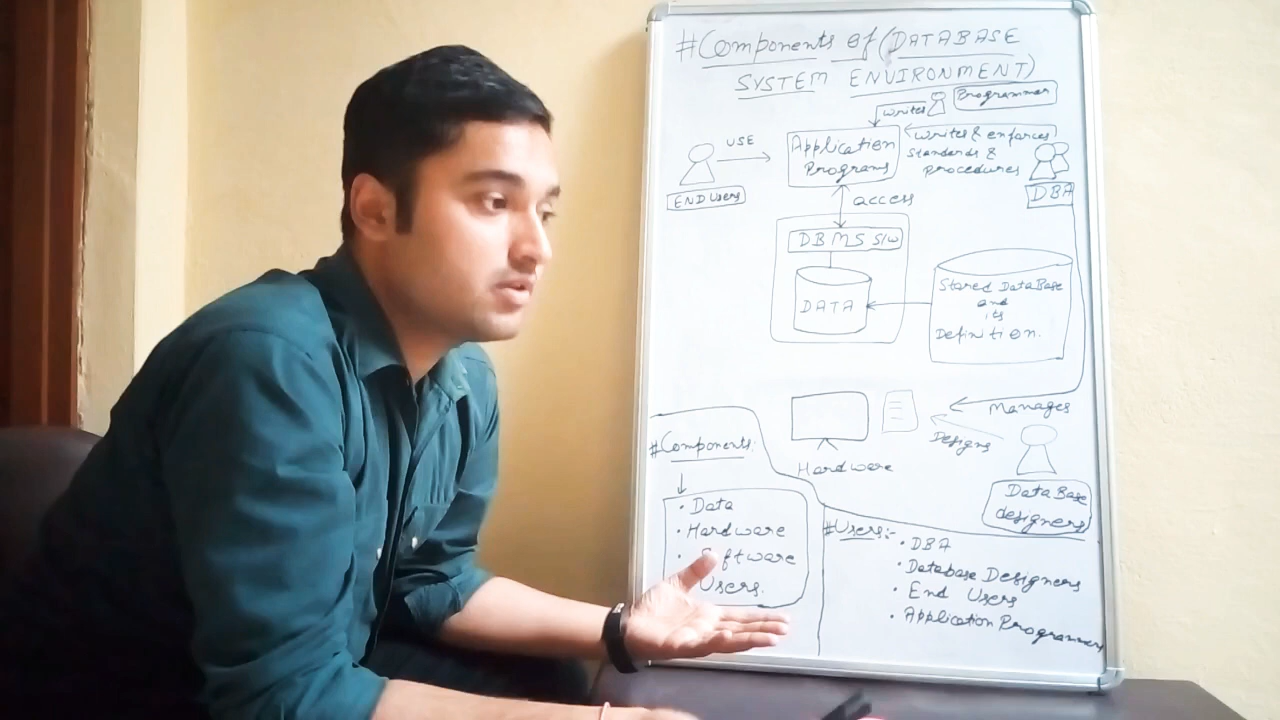 #Components of (DATABASE
SYSTEM ENVIRONMENT)
Programmer
writes
USE
Application
Programs
writes & enforces
Standards &
procedures
END Users
DBA
access
DBMS S/W
DATA
Stored DataBase
and
its
Definition.
Manages
Designs
Hardware
DataBase
designers
#Components:
• Data
• Hardware
• Software
Users.
#Users:-
• DBA
• Database Designers
• End Users
• Application Programmers